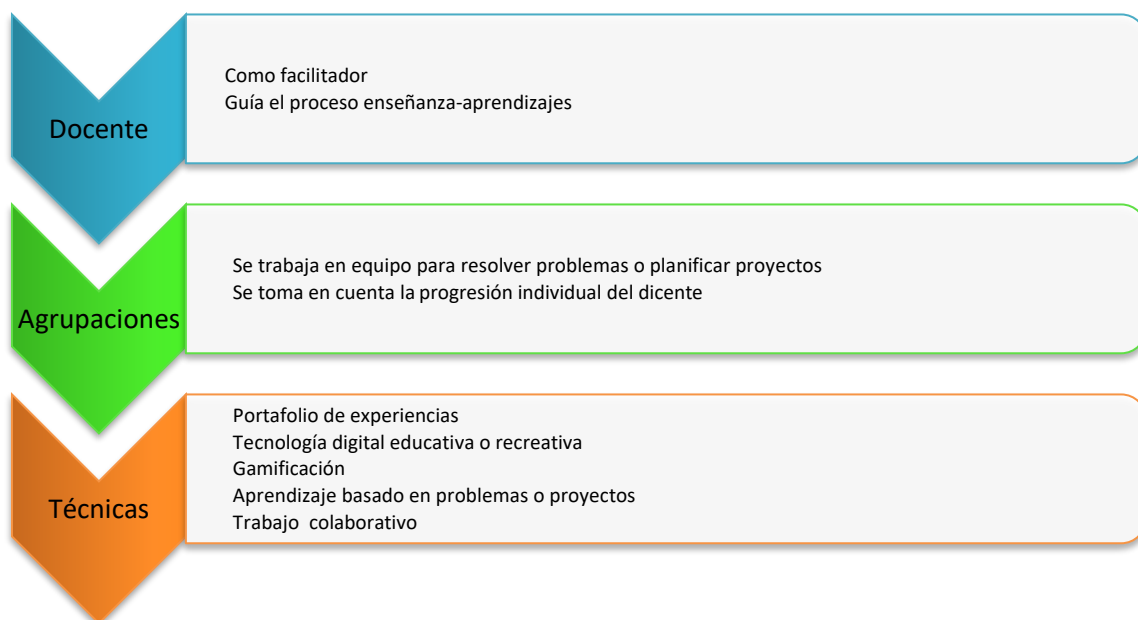 Docente
Como facilitador
Guía el proceso enseñanza-aprendizajes
Agrupaciones
Se trabaja en equipo para resolver problemas o planificar proyectos
Se toma en cuenta la progresión individual del dicente
Técnicas
Portafolio de experiencias
Tecnología digital educativa o recreativa
Gamificación
Aprendizaje basado en problemas o proyectos
Trabajo colaborativo